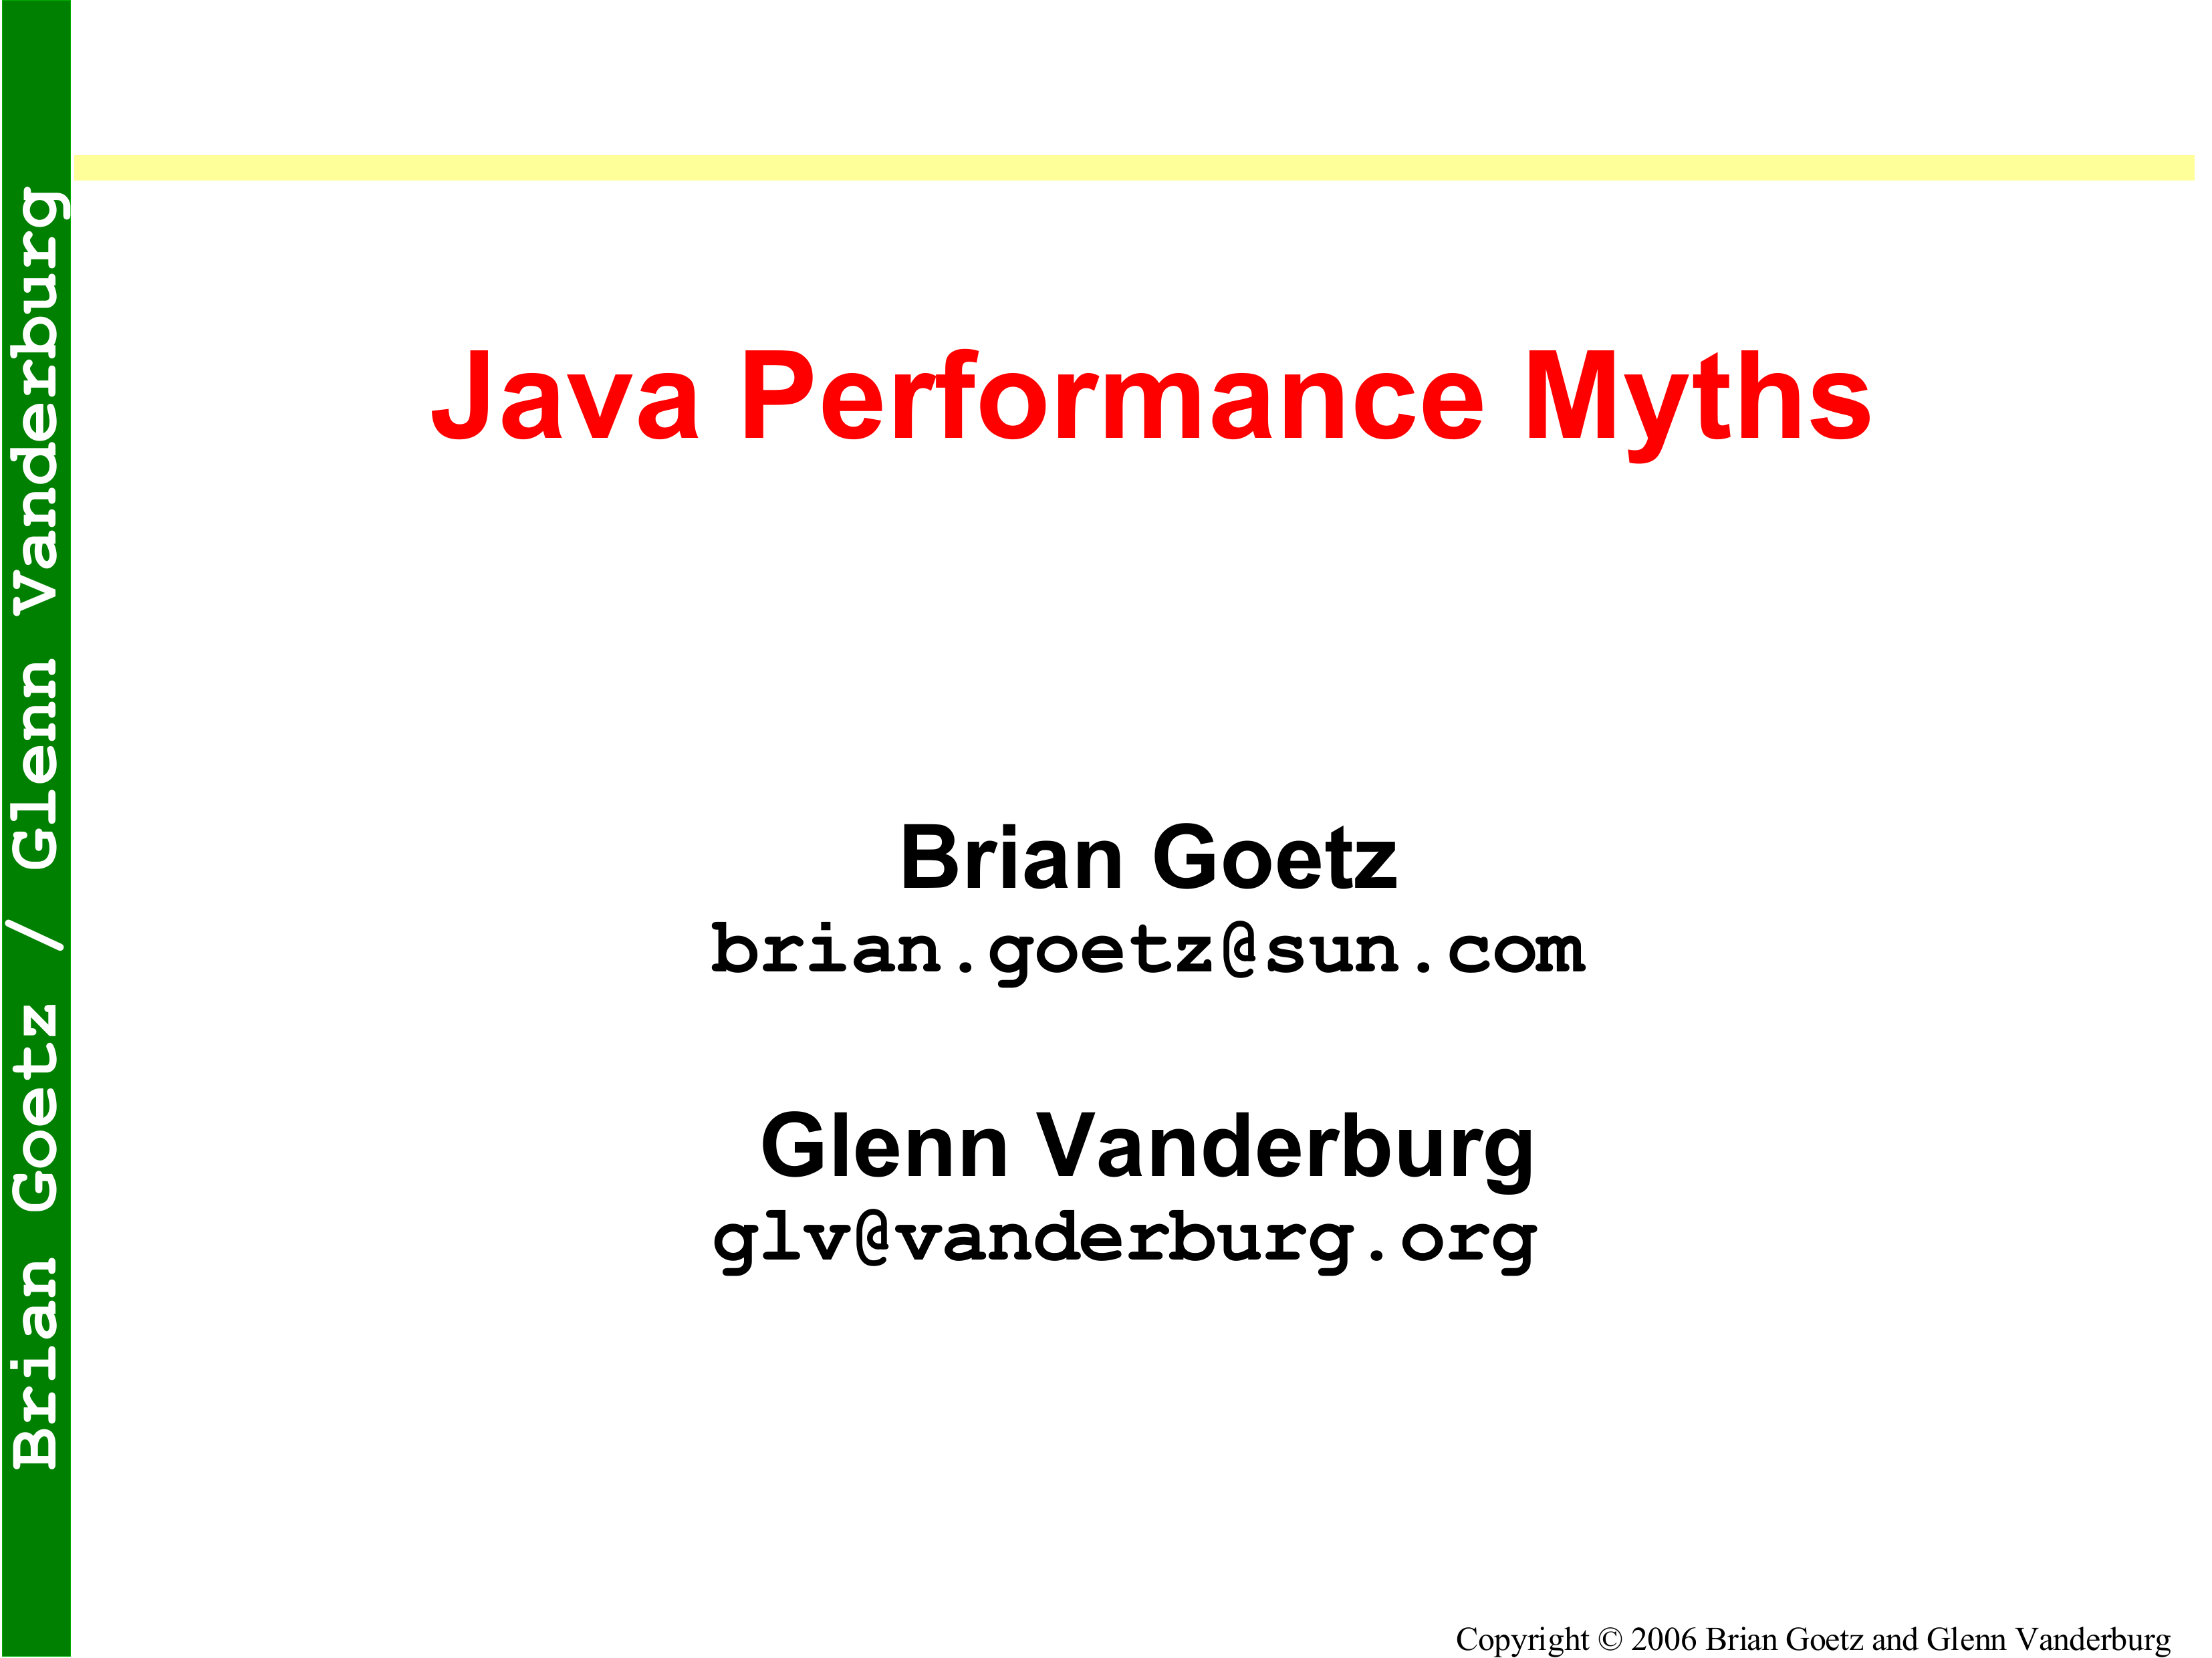 Brian Goetz / Glenn Vanderburg
Java Performance Myths
Brian Goetz
brian.goetz@sun.com
Glenn Vanderburg
glv@vanderburg.org
Copyright © 2006 Brian Goetz and Glenn Vanderburg